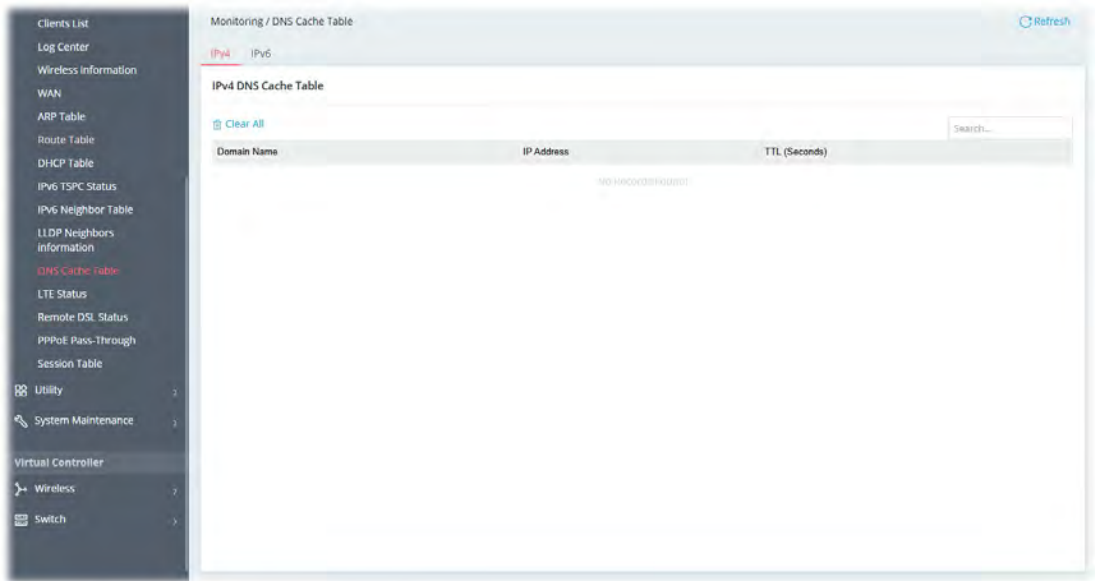 Clients List
Log Center
Wireless Information
WAN
ARP Table
Route Table
DHCP Table
IPv6 TSPC Status
IPv6 Neighbor Table
LLDP Neighbors
Information
DNS Cache Table
LTE Status
Remote DSL Status
PPPoE Pass-Through
Session Table
Utility
System Maintenance
Virtual Controller
Wireless
Switch
Monitoring / DNS Cache Table
Refresh
IPv4 IPv6
IPv4 DNS Cache Table
Clear All
Search...
Domain Name IP Address TTL (Seconds)
No Records Found!